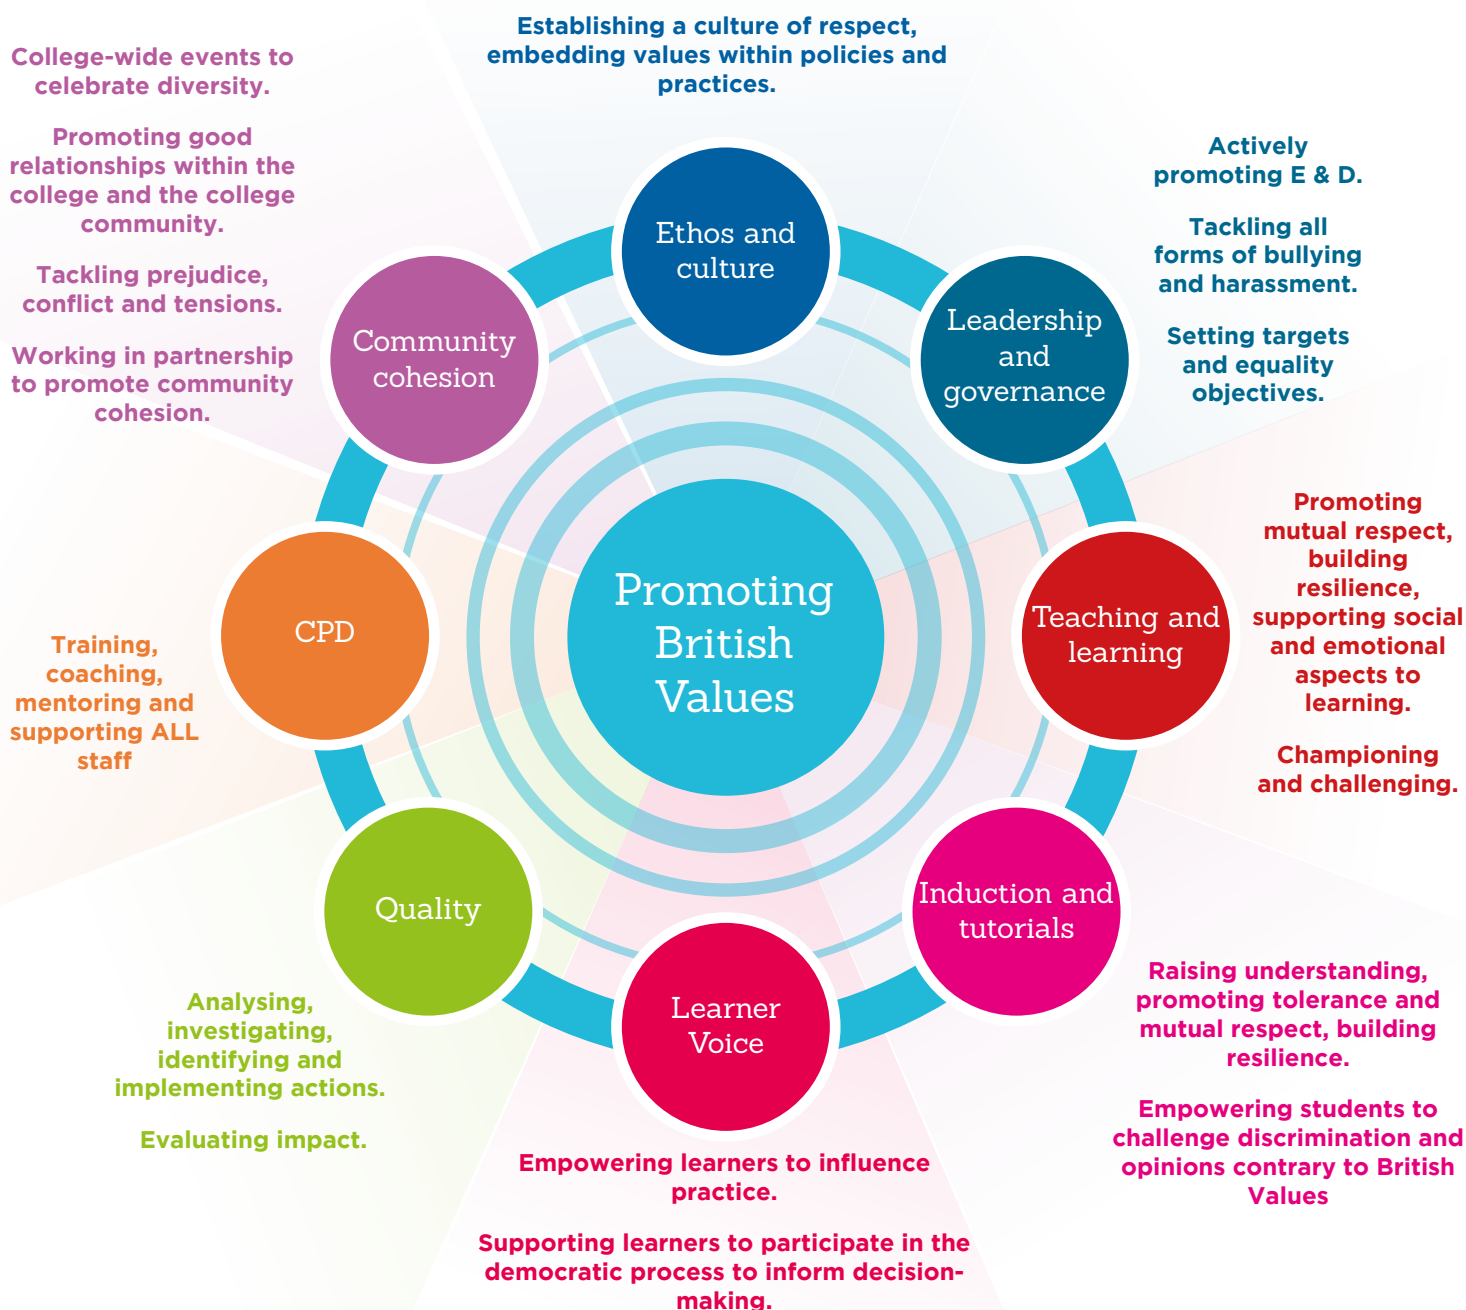 Establishing a culture of respect,
embedding values within policies and
practices.
College-wide events to
celebrate diversity.
Promoting good
relationships within the
college and the college
community.
Tackling prejudice,
conflict and tensions.
Working in partnership
to promote community
cohesion.
Actively
promoting E & D.
Tackling all
forms of bullying
and harassment.
Setting targets
and equality
objectives.
Ethos and
culture
Community
cohesion
Leadership
and
governance
Promoting
British
Values
CPD
Training,
coaching,
mentoring and
supporting ALL
staff
Teaching and
learning
Promoting
mutual respect,
building
resilience,
supporting social
and emotional
aspects to
learning.
Championing
and challenging.
Quality
Analysing,
investigating,
identifying and
implementing actions.
Evaluating impact.
Induction and
tutorials
Raising understanding,
promoting tolerance and
mutual respect, building
resilience.
Empowering students to
challenge discrimination and
opinions contrary to British
Values
Learner
Voice
Empowering learners to influence
practice.
Supporting learners to participate in the
democratic process to inform decision-
making.